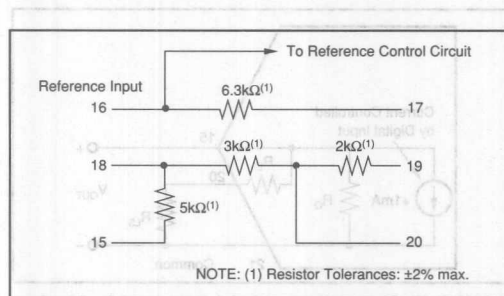 To Reference Control Circuit
Reference Input
6.3kΩ(1)
16
17
3kΩ(1)
2kΩ(1)
18
19
5kΩ(1)
15
20
NOTE: (1) Resistor Tolerances: ±2% max.